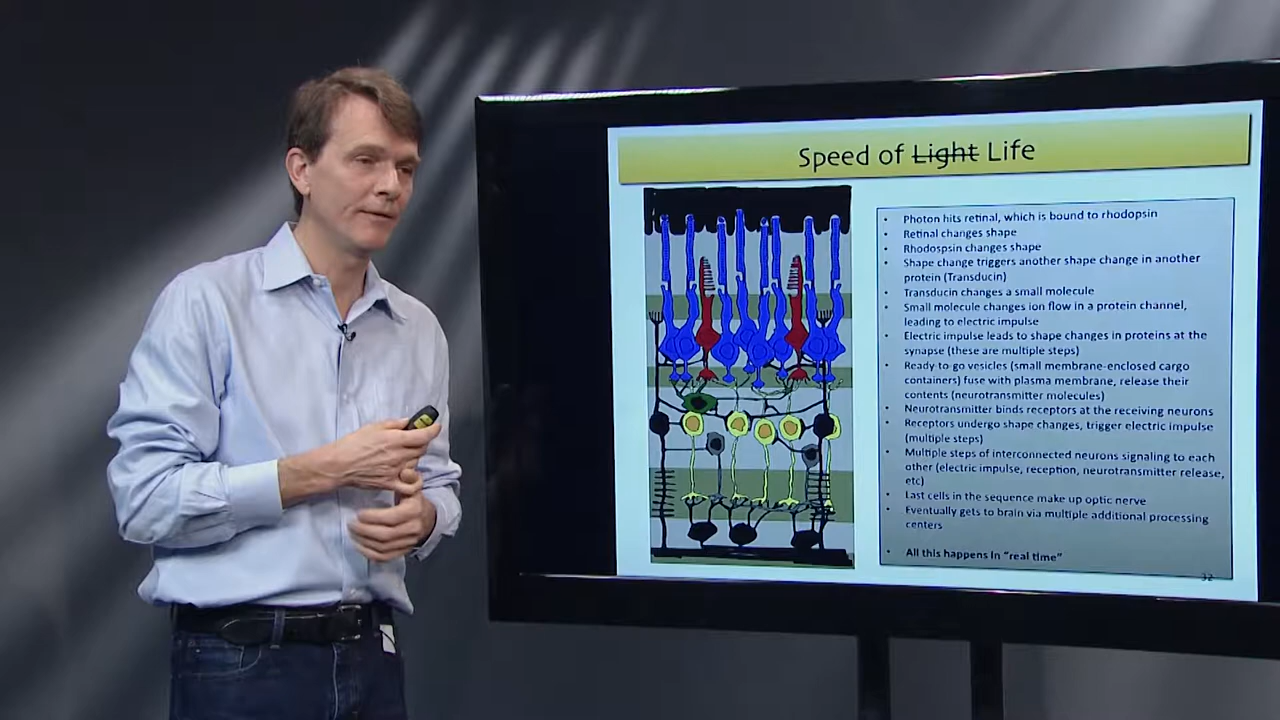 Speed of Light Life
• Photon hits retinal, which is bound to rhodopsin
• Retinal changes shape
• Rhodospsin changes shape
• Shape change triggers another shape change in another
protein (Transducin)
• Transducin changes a small molecule
• Small molecule changes ion flow in a protein channel,
leading to electric impulse
• Electric impulse leads to shape changes in proteins at the
synapse (these are multiple steps)
• Ready-to-go vesicles (small membrane-enclosed cargo
containers) fuse with plasma membrane, release their
contents (neurotransmitter molecules)
• Neurotransmitter binds receptors at the receiving neurons
• Receptors undergo shape changes, trigger electric impulse
(multiple steps)
• Multiple steps of interconnected neurons signaling to each
other (electric impulse, reception, neurotransmitter release,
etc)
• Last cells in the sequence make up optic nerve
• Eventually gets to brain via multiple additional processing
centers
• All this happens in "real time"
32